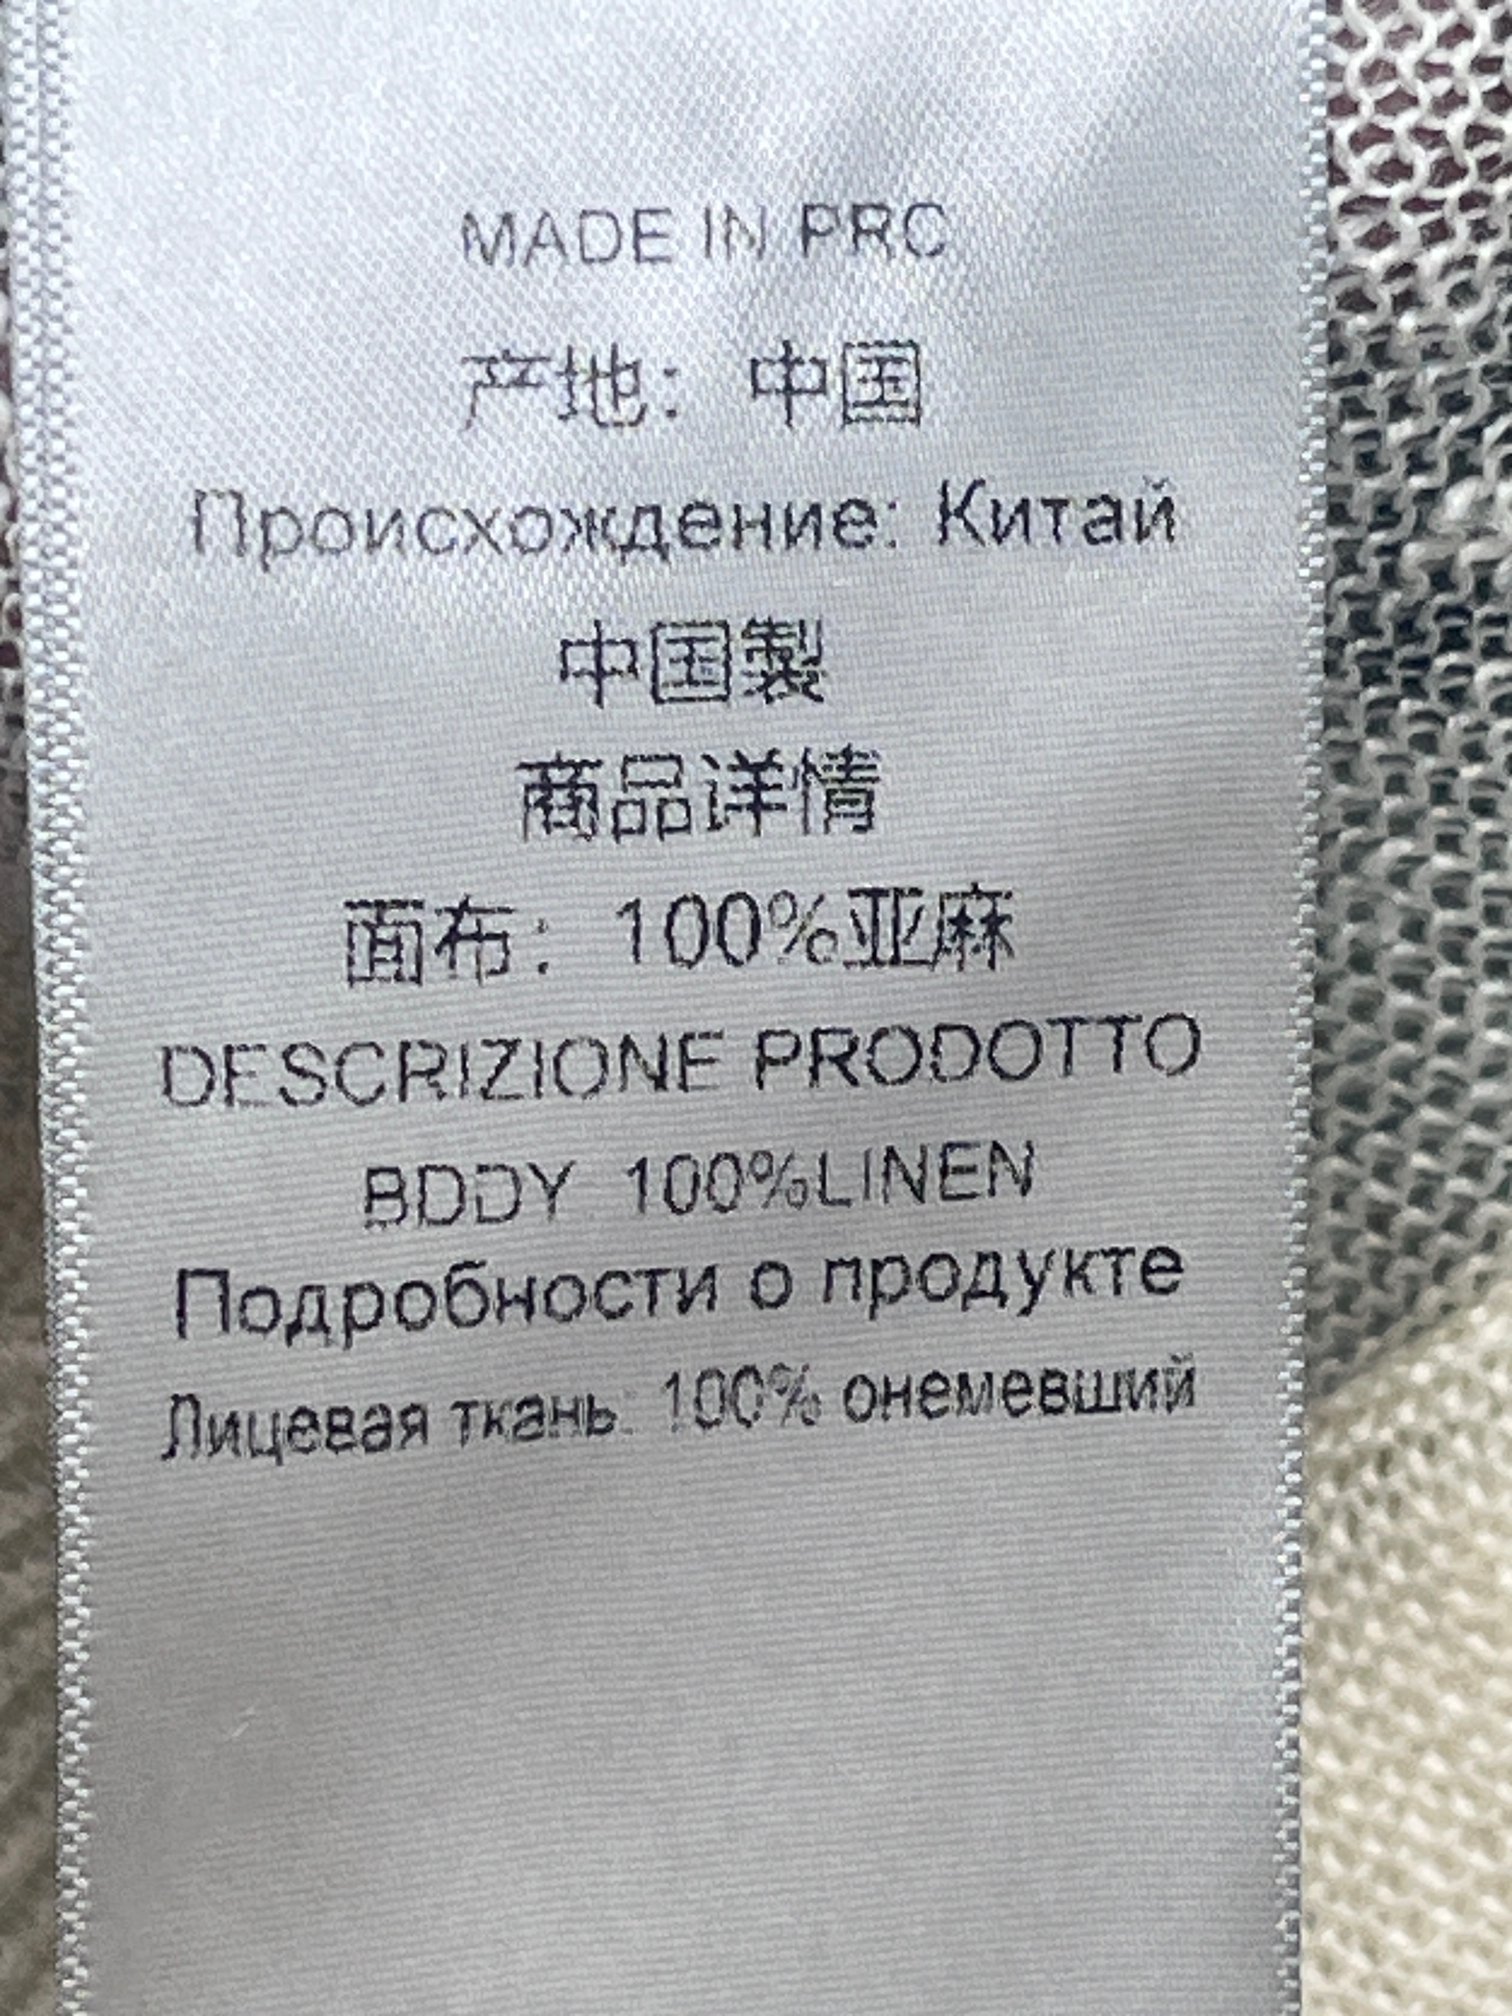 MADE IN PRC
产地：中国
Происхождение: Китай
中国製
商品详情
面布：100%亚麻
DESCRIZIONE PRODOTTO
BODY 100%LINEN
Подробности о продукте
Лицевая ткань: 100% онемевший